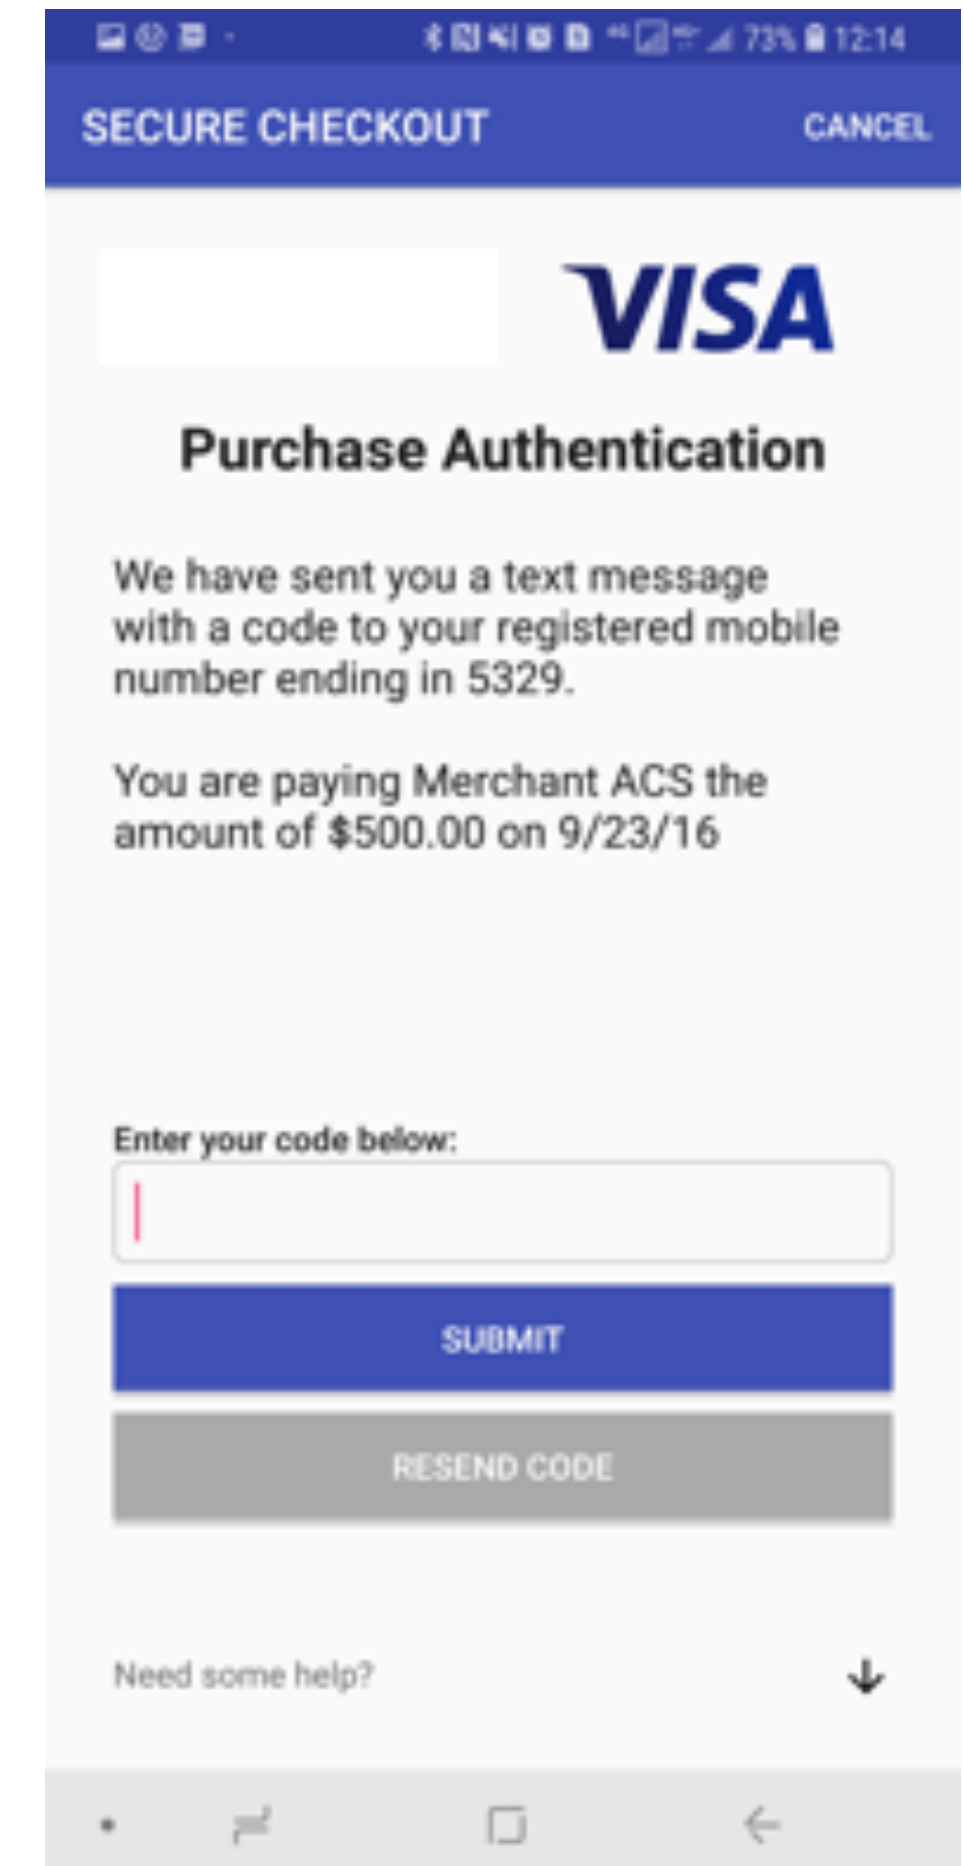 73% 12:14
SECURE CHECKOUT CANCEL
VISA
Purchase Authentication
We have sent you a text message
with a code to your registered mobile
number ending in 5329.
You are paying Merchant ACS the
amount of $500.00 on 9/23/16
Enter your code below:
SUBMIT
RESEND CODE
Need some help?